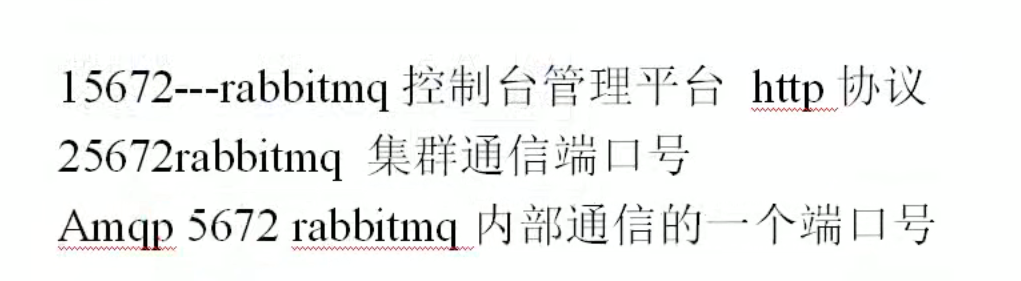 15672---rabbitmq 控制台管理平台 http 协议
25672rabbitmq 集群通信端口号
Amqp 5672 rabbitmq 内部通信的一个端口号